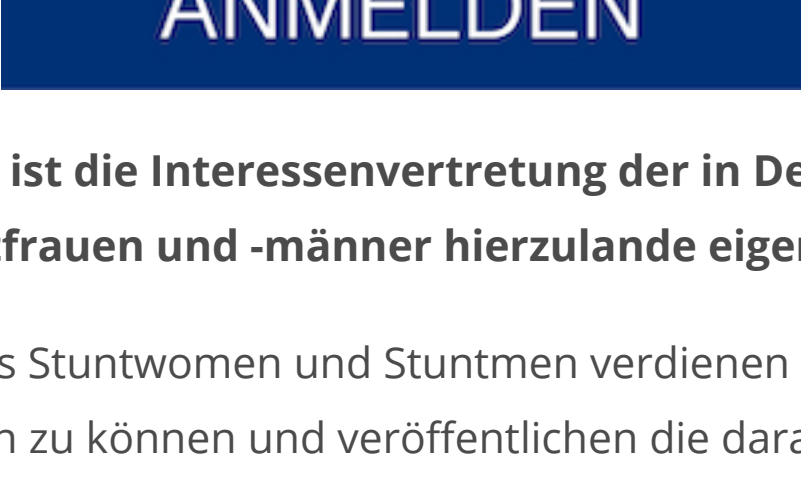 ANMELDEN
ist die Interessenvertretung der in De
frauen und -männer hierzulande eiger
s Stuntwomen und Stuntmen verdienen
n zu können und veröffentlichen die dara